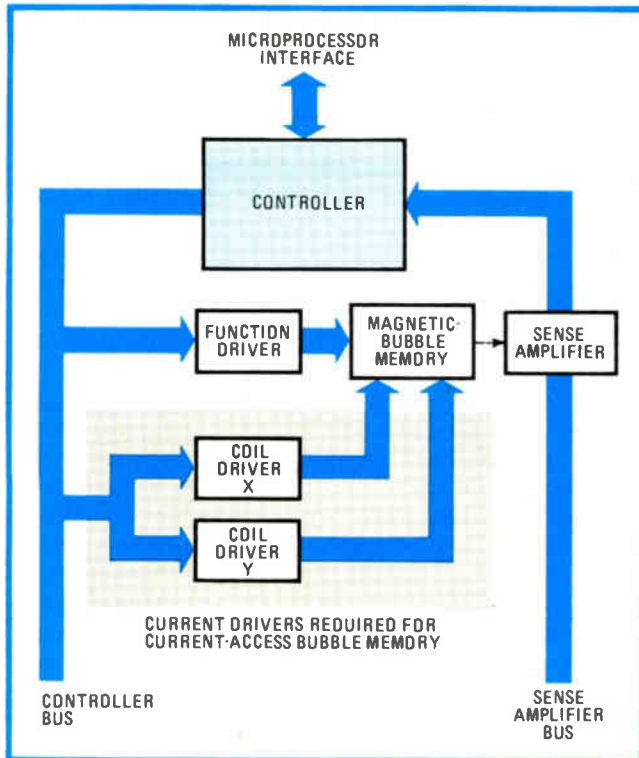 MICROPROCESSOR
INTERFACE
CONTROLLER
FUNCTION
DRIVER
MAGNETIC-
BUBBLE
MEMORY
SENSE
AMPLIFIER
COIL
DRIVER
X
COIL
DRIVER
Y
CURRENT DRIVERS REQUIRED FOR
CURRENT-ACCESS BUBBLE MEMORY
CONTROLLER
BUS
SENSE
AMPLIFIER
BUS